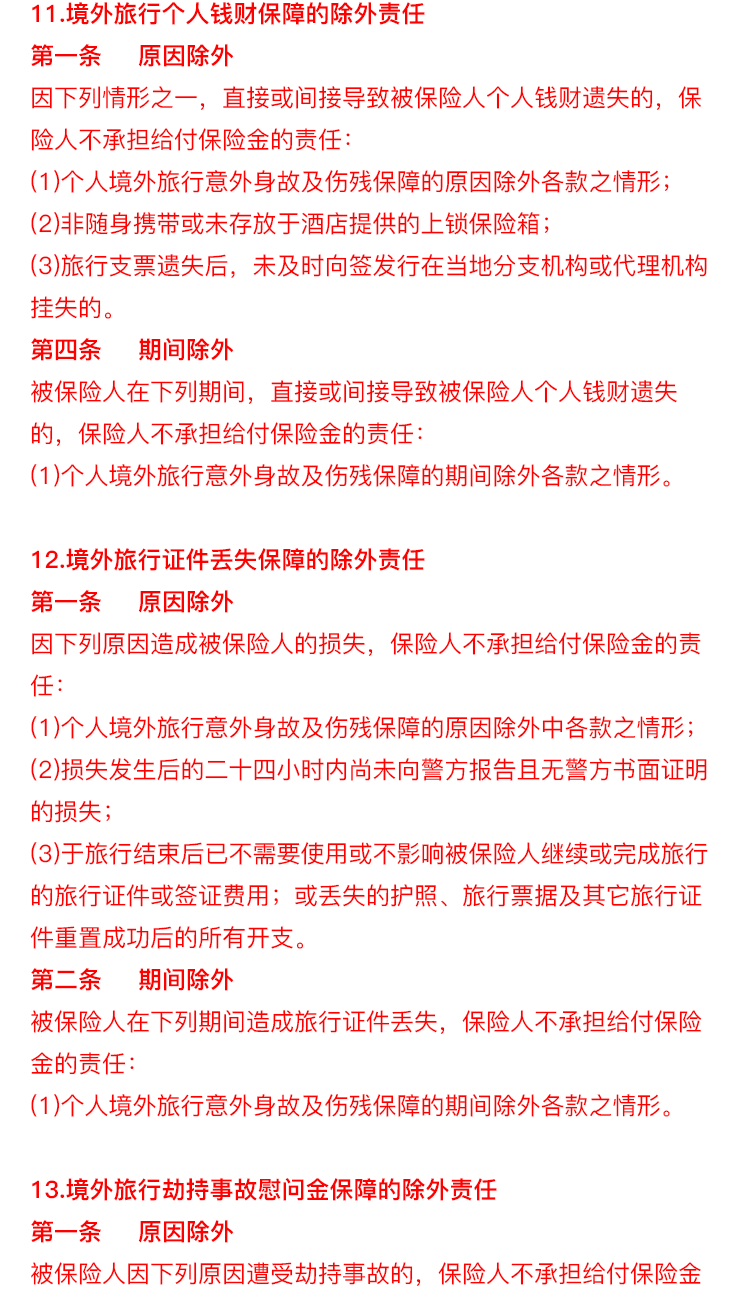 11.境外旅行个人钱财保障的除外责任
第一条 原因除外
因下列情形之一，直接或间接导致被保险人个人钱财遗失的，保
险人不承担给付保险金的责任：
(1)个人境外旅行意外身故及伤残保障的原因除外各款之情形；
(2)非随身携带或未存放于酒店提供的上锁保险箱；
(3)旅行支票遗失后，未及时向签发行在当地分支机构或代理机构
挂失的。
第四条 期间除外
被保险人在下列期间，直接或间接导致被保险人个人钱财遗失
的，保险人不承担给付保险金的责任：
(1)个人境外旅行意外身故及伤残保障的期间除外各款之情形。
12.境外旅行证件丢失保障的除外责任
第一条 原因除外
因下列原因造成被保险人的损失，保险人不承担给付保险金的责
任：
(1)个人境外旅行意外身故及伤残保障的原因除外中各款之情形；
(2)损失发生后的二十四小时内尚未向警方报告且无警方书面证明
的损失；
(3)于旅行结束后已不需要使用或不影响被保险人继续或完成旅行
的旅行证件或签证费用；或丢失的护照、旅行票据及其它旅行证
件重置成功后的所有开支。
第二条 期间除外
被保险人在下列期间造成旅行证件丢失，保险人不承担给付保险
金的责任：
(1)个人境外旅行意外身故及伤残保障的期间除外各款之情形。
13.境外旅行劫持事故慰问金保障的除外责任
第一条 原因除外
被保险人因下列原因遭受劫持事故的，保险人不承担给付保险金